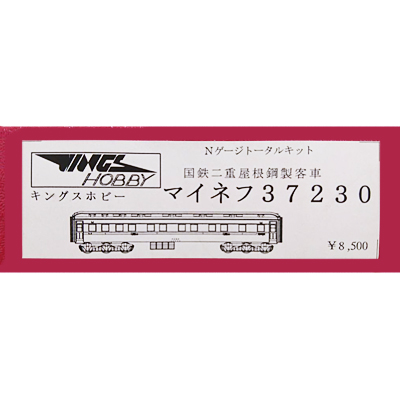 KINGS
HOBBY
キングスホビー
Nゲージトータルキット
国鉄二重屋根鋼製客車
マイネフ37230
￥8,500